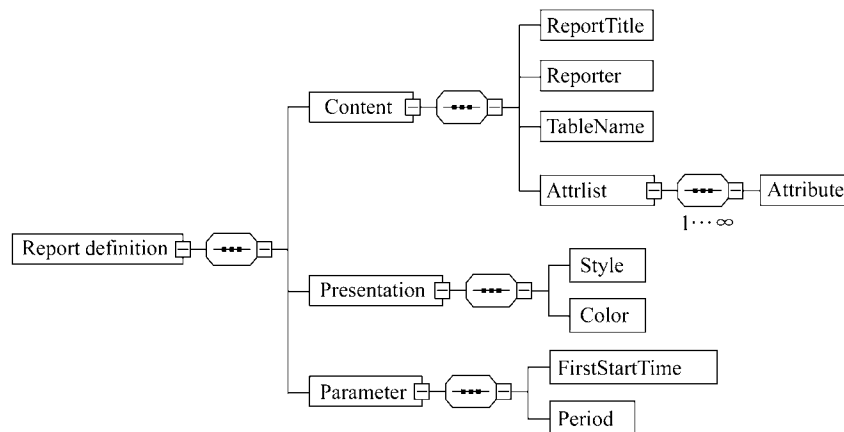 ReportTitle
Reporter
Content
TableName
Attrlist
Attribute
1⋯∞
Report definition
Style
Presentation
Color
FirstStartTime
Parameter
Period